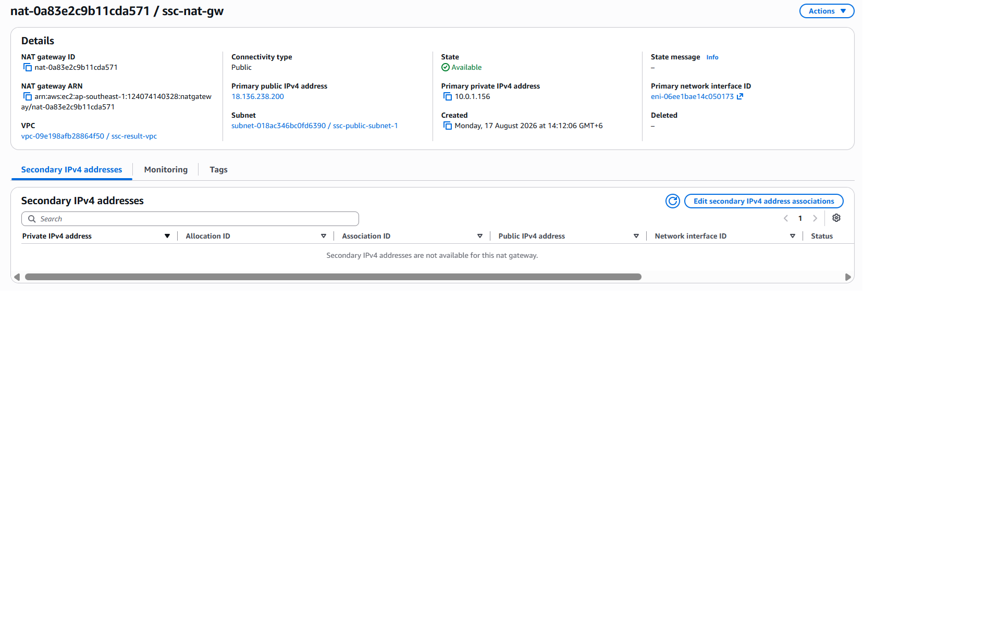 nat-0a83e2c9b11cda571 / ssc-nat-gw
Actions
Details
NAT gateway ID
nat-0a83e2c9b11cda571
NAT gateway ARN
arn:aws:ec2:ap-southeast-1:124074140328:natgatew
ay/nat-0a83e2c9b11cda571
VPC
vpc-09e198afb28864f50 / ssc-result-vpc
Connectivity type
Public
Primary public IPv4 address
18.136.238.200
Subnet
subnet-018ac346bc0fd6390 / ssc-public-subnet-1
State
Available
Primary private IPv4 address
10.0.1.156
Created
Monday, 17 August 2026 at 14:12:06 GMT+6
State message Info
–
Primary network interface ID
eni-06ee1bae14c050173
Deleted
–
Secondary IPv4 addresses
Monitoring
Tags
Secondary IPv4 addresses
Edit secondary IPv4 address associations
Search
1
Private IPv4 address
Allocation ID
Association ID
Public IPv4 address
Network interface ID
Status
Secondary IPv4 addresses are not available for this nat gateway.